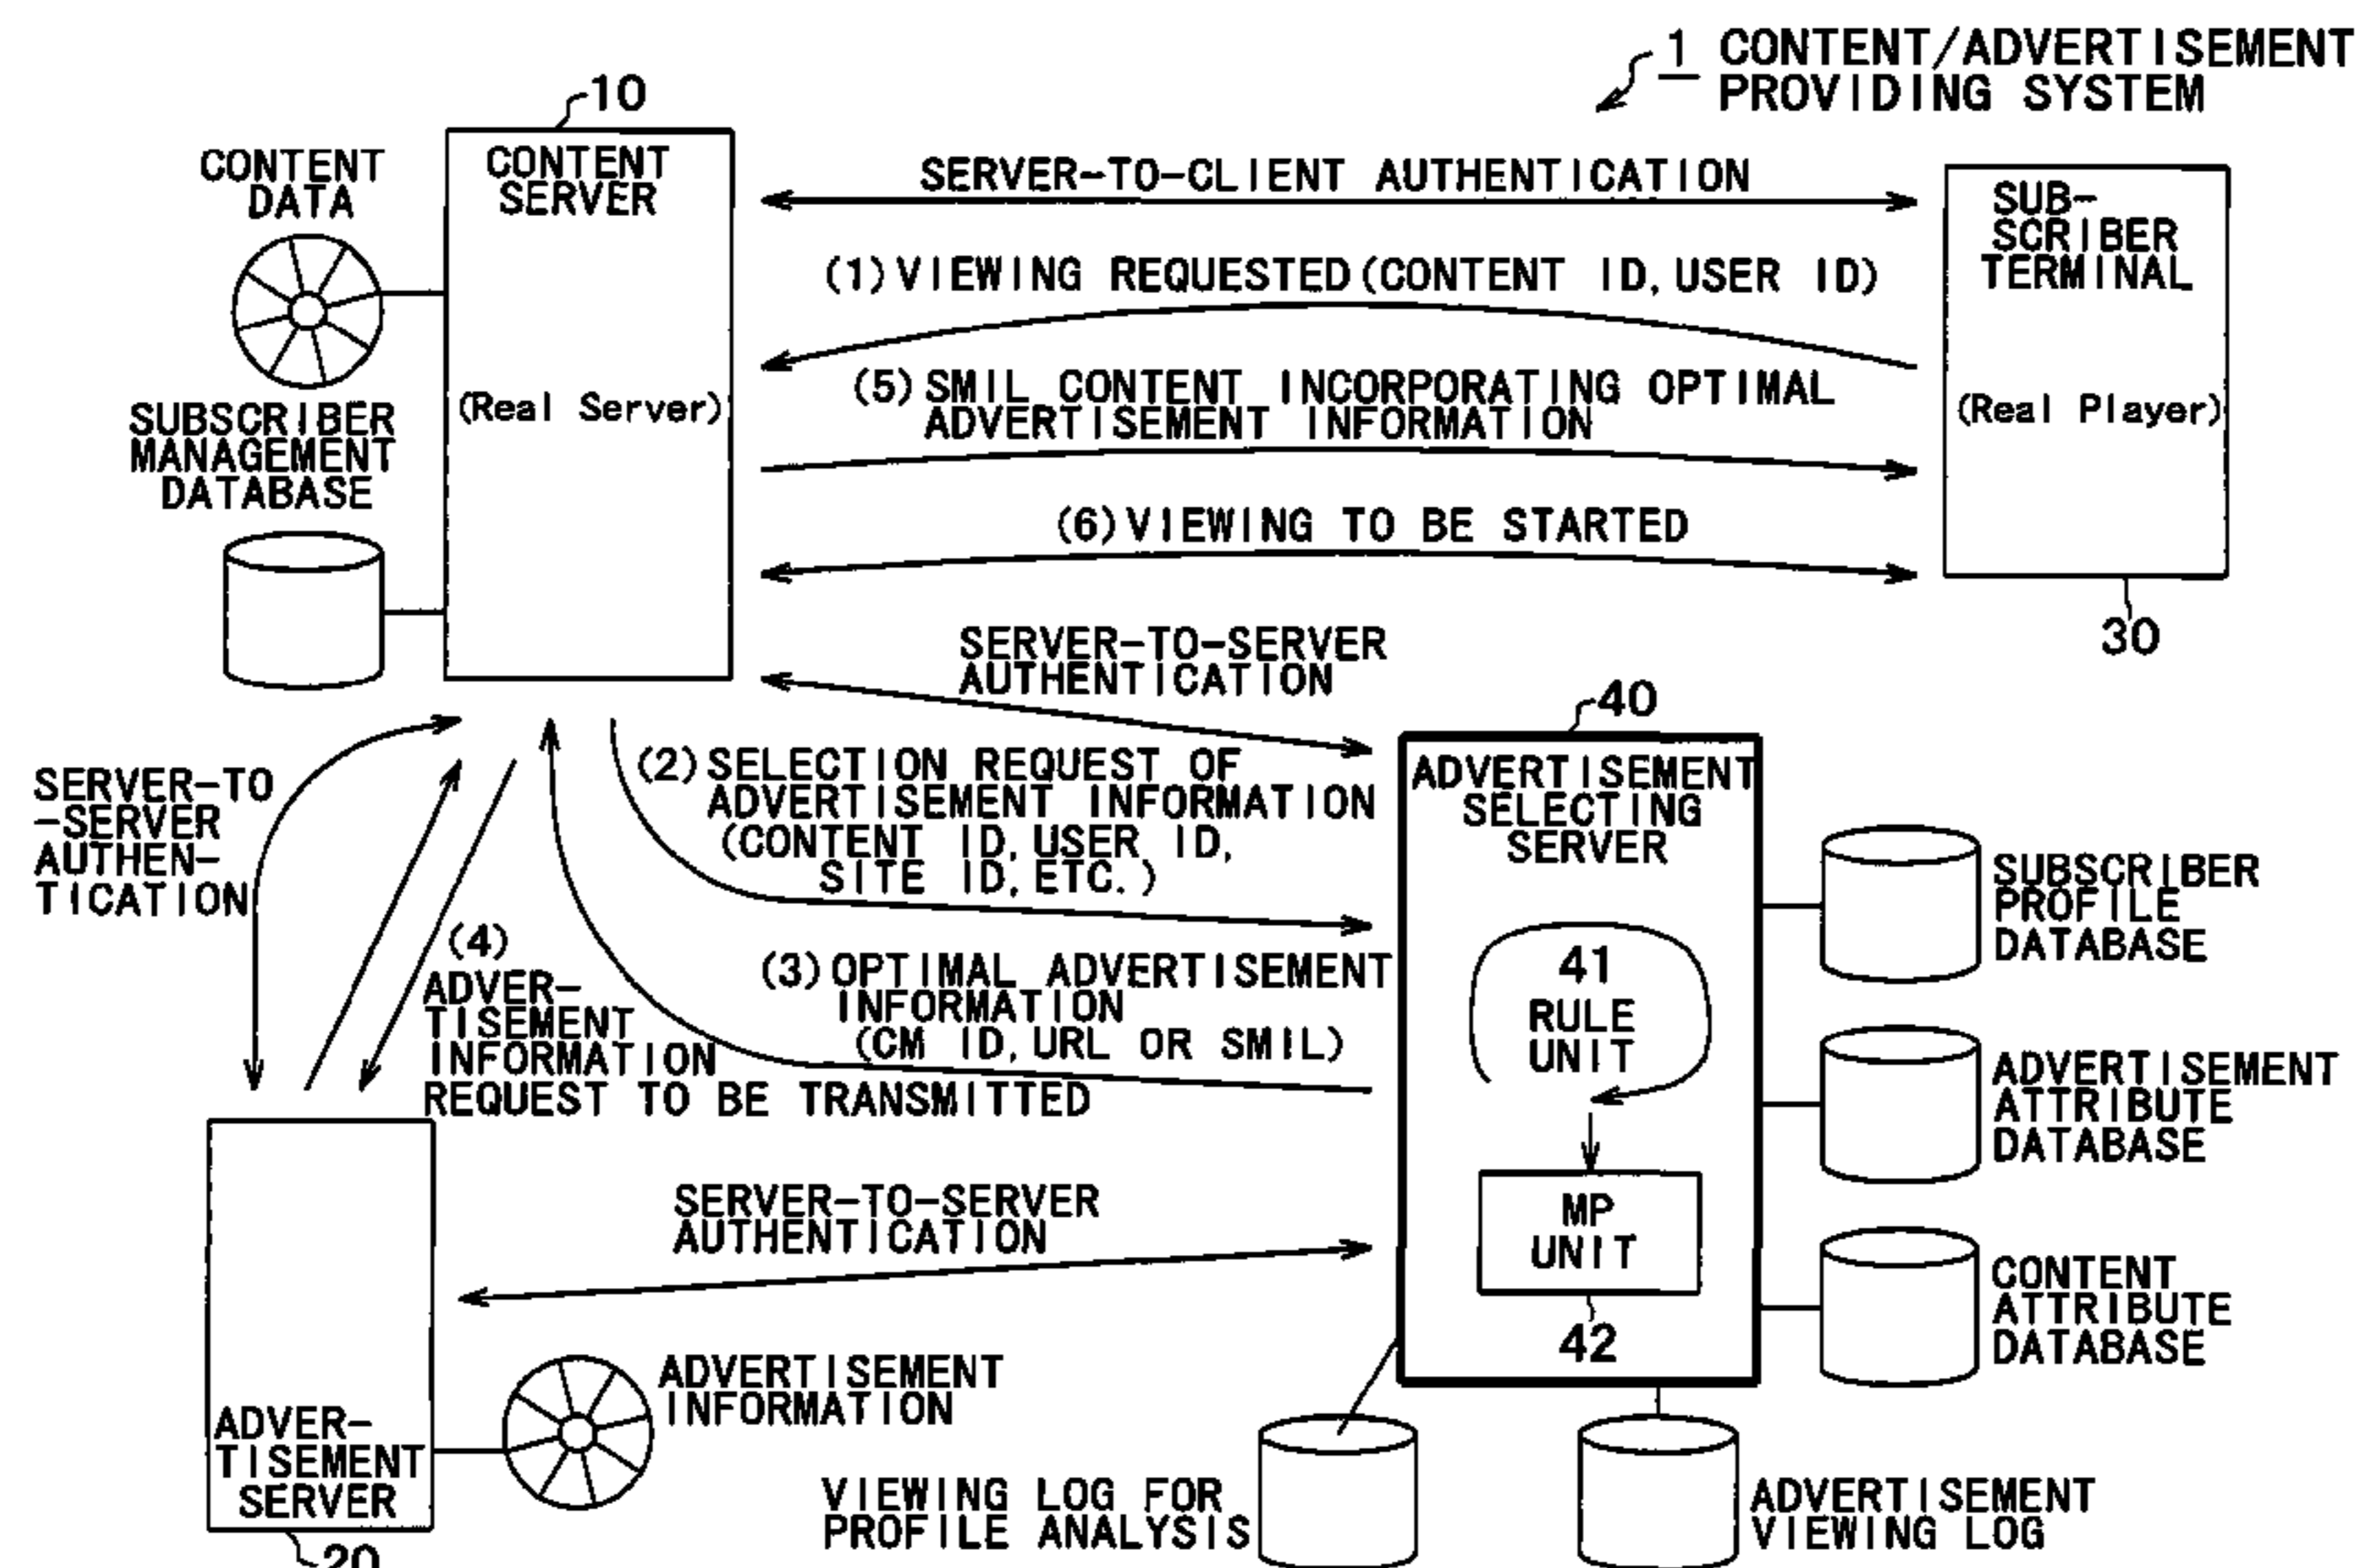 1 CONTENT/ADVERTISEMENT
PROVIDING SYSTEM
10
CONTENT
DATA
CONTENT
SERVER
(Real Server)
SUBSCRIBER
MANAGEMENT
DATABASE
SERVER-TO-CLIENT AUTHENTICATION
(1)VIEWING REQUESTED(CONTENT ID, USER ID)
(5)SMIL CONTENT INCORPORATING OPTIMAL
ADVERTISEMENT INFORMATION
(6)VIEWING TO BE STARTED
SUB-
SCRIBER
TERMINAL
(Real Player)
30
SERVER-TO-SERVER
AUTHENTICATION
SERVER-TO
-SERVER
AUTHEN-
TICATION
(2)SELECTION REQUEST OF
ADVERTISEMENT INFORMATION
(CONTENT ID, USER ID,
SITE ID, ETC.)
(3)OPTIMAL ADVERTISEMENT
INFORMATION
(CM ID, URL OR SMIL)
(4)
ADVER-
TISEMENT
INFORMATION
REQUEST TO BE TRANSMITTED
40
ADVERTISEMENT
SELECTING
SERVER
41
RULE
UNIT
MP
UNIT
42
SUBSCRIBER
PROFILE
DATABASE
ADVERTISEMENT
ATTRIBUTE
DATABASE
CONTENT
ATTRIBUTE
DATABASE
SERVER-TO-SERVER
AUTHENTICATION
ADVER-
TISEMENT
SERVER
20
ADVERTISEMENT
INFORMATION
VIEWING LOG FOR
PROFILE ANALYSIS
ADVERTISEMENT
VIEWING LOG